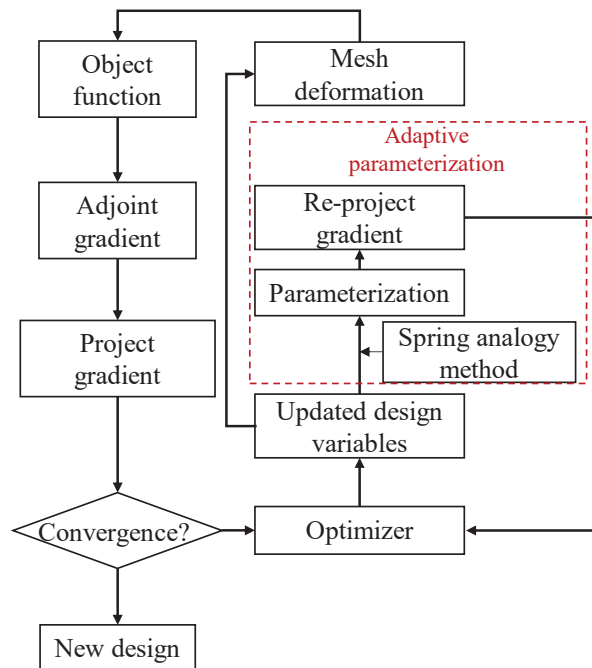 Object
function
Adjoint
gradient
Project
gradient
Convergence?
New design
Mesh
deformation
Adaptive
parameterization
Re-project
gradient
Parameterization
Spring analogy
method
Updated design
variables
Optimizer